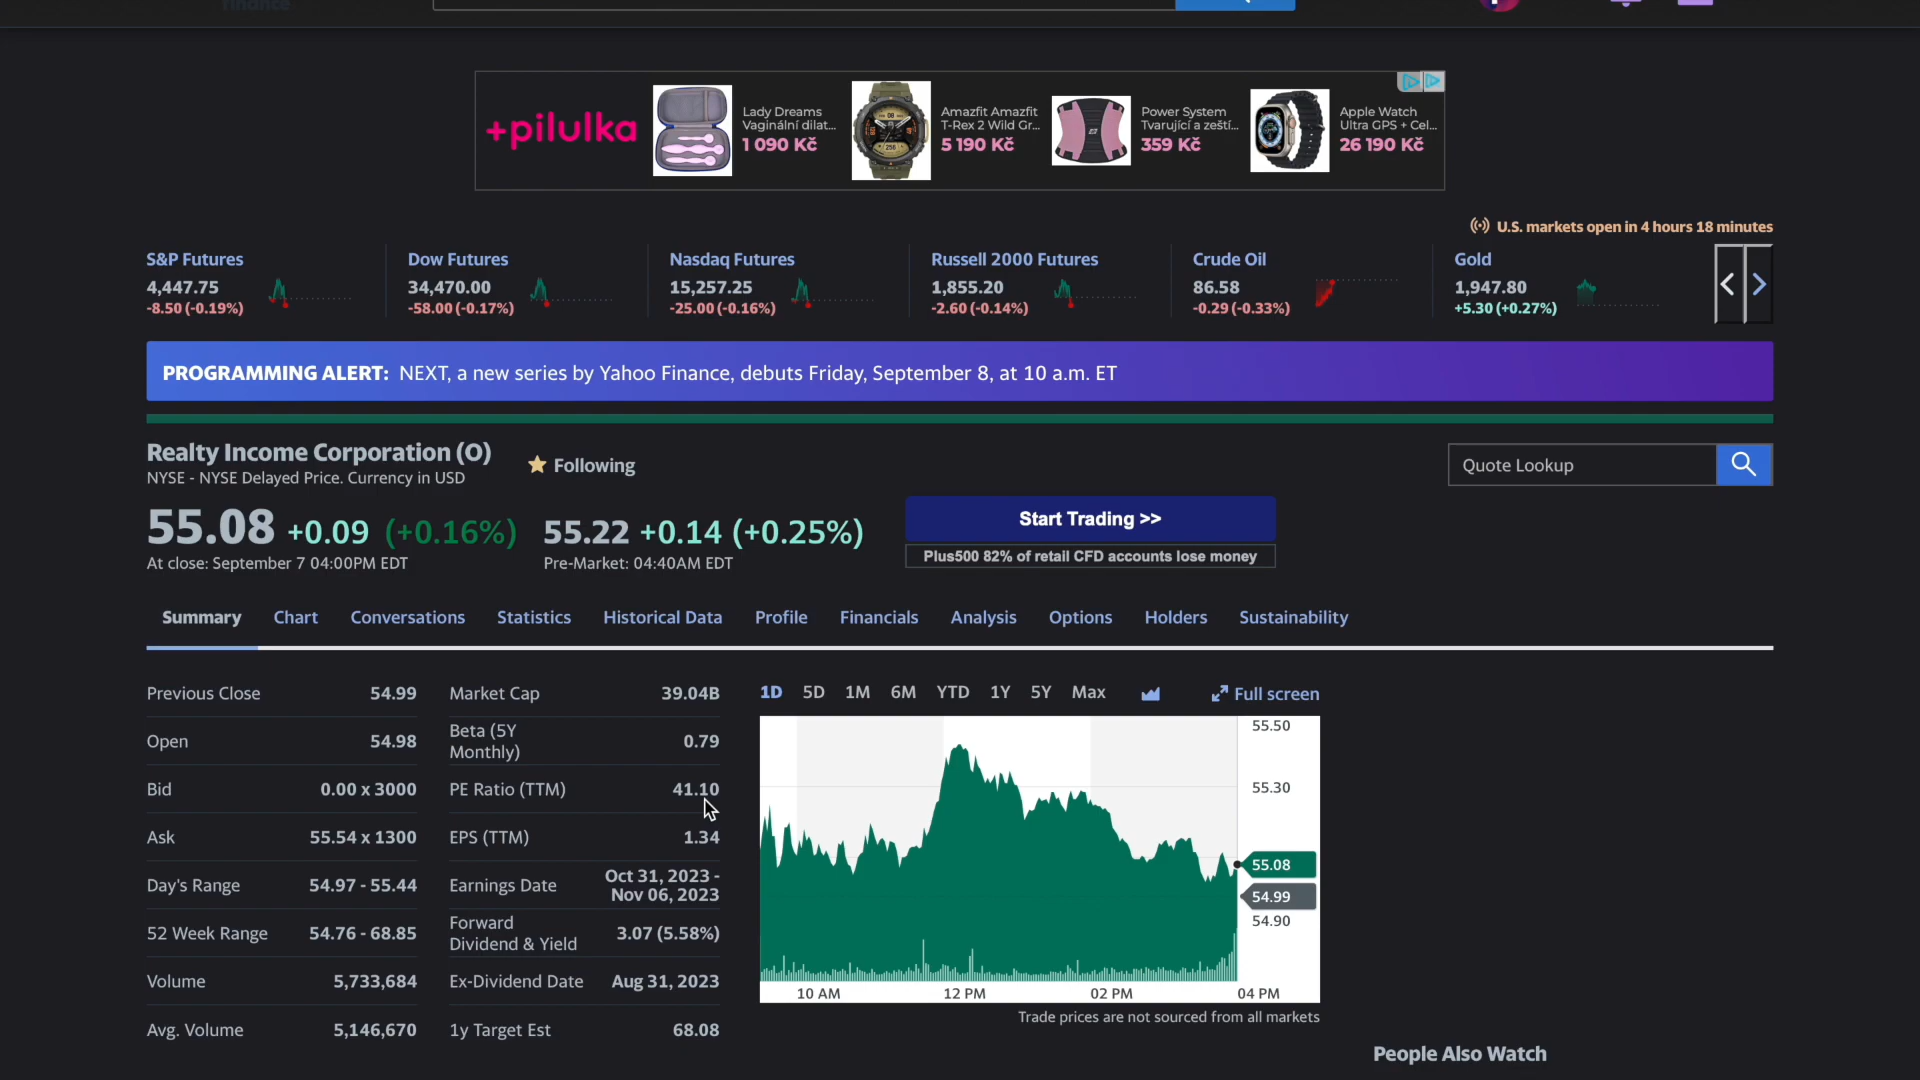 finance
+pilulka
Lady Dreams
Vaginální dilat...
1 090 Kč
Amazfit Amazfit
T-Rex 2 Wild Gr...
5 190 Kč
Power System
Tvarující a zeští...
359 Kč
Apple Watch
Ultra GPS + Cel...
26 190 Kč
U.S. markets open in 4 hours 18 minutes
S&P Futures
4,447.75
-8.50 (-0.19%)
Dow Futures
34,470.00
-58.00 (-0.17%)
Nasdaq Futures
15,257.25
-25.00 (-0.16%)
Russell 2000 Futures
1,855.20
-2.60 (-0.14%)
Crude Oil
86.58
-0.29 (-0.33%)
Gold
1,947.80
+5.30 (+0.27%)
PROGRAMMING ALERT: NEXT, a new series by Yahoo Finance, debuts Friday, September 8, at 10 a.m. ET
Realty Income Corporation (O)
NYSE - NYSE Delayed Price. Currency in USD
Following
Quote Lookup
55.08 +0.09 (+0.16%)
At close: September 7 04:00PM EDT
55.22 +0.14 (+0.25%)
Pre-Market: 04:40AM EDT
Start Trading >>
Plus500 82% of retail CFD accounts lose money
Summary Chart Conversations Statistics Historical Data Profile Financials Analysis Options Holders Sustainability
Previous Close 54.99
Open 54.98
Bid 0.00 x 3000
Ask 55.54 x 1300
Day's Range 54.97 - 55.44
52 Week Range 54.76 - 68.85
Volume 5,733,684
Avg. Volume 5,146,670
Market Cap 39.04B
Beta (5Y
Monthly) 0.79
PE Ratio (TTM) 41.10
EPS (TTM) 1.34
Earnings Date Oct 31, 2023 -
Nov 06, 2023
Forward
Dividend & Yield 3.07 (5.58%)
Ex-Dividend Date Aug 31, 2023
1y Target Est 68.08
1D 5D 1M 6M YTD 1Y 5Y Max Full screen
55.50
55.30
55.08
54.99
54.90
10 AM 12 PM 02 PM 04 PM
Trade prices are not sourced from all markets
People Also Watch